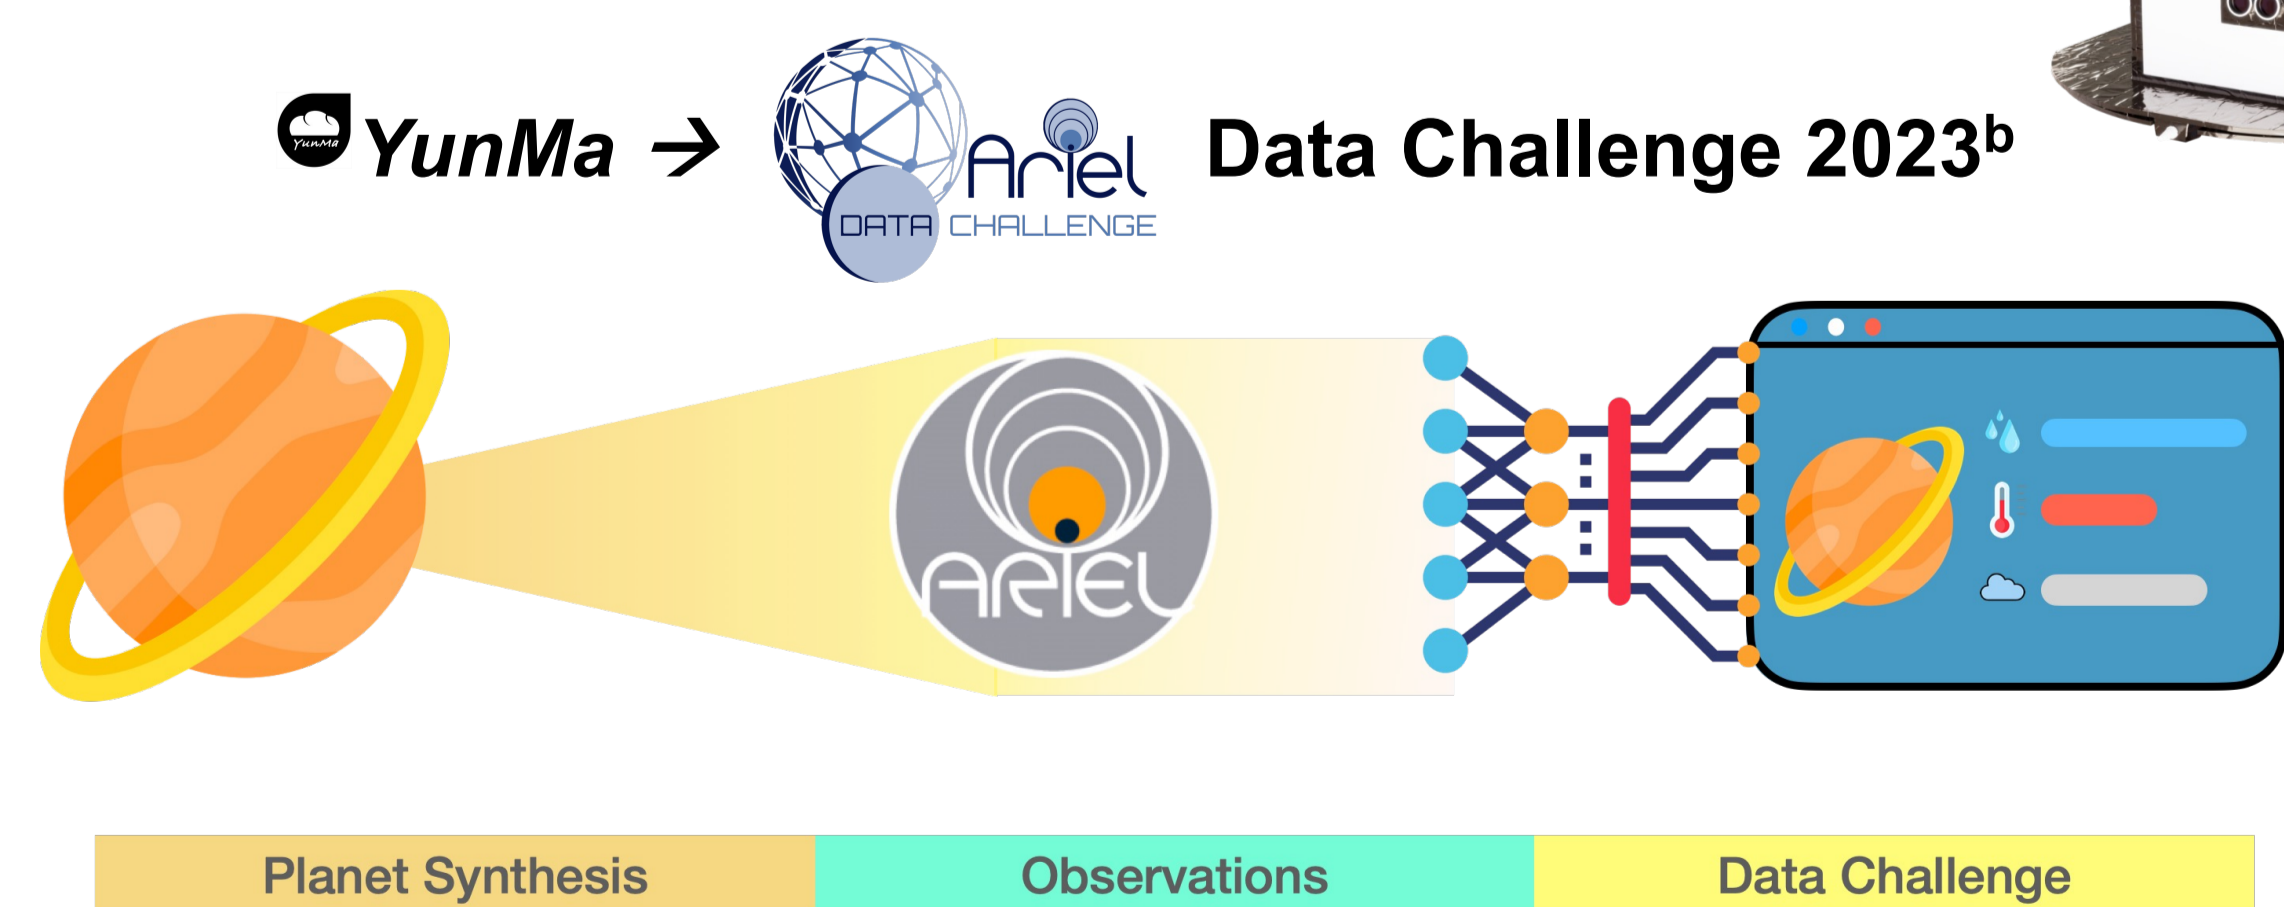 YunMa
YunMa → Ariel Data Challenge 2023ᵇ
DATA CHALLENGE
ARIEL
Planet Synthesis Observations Data Challenge